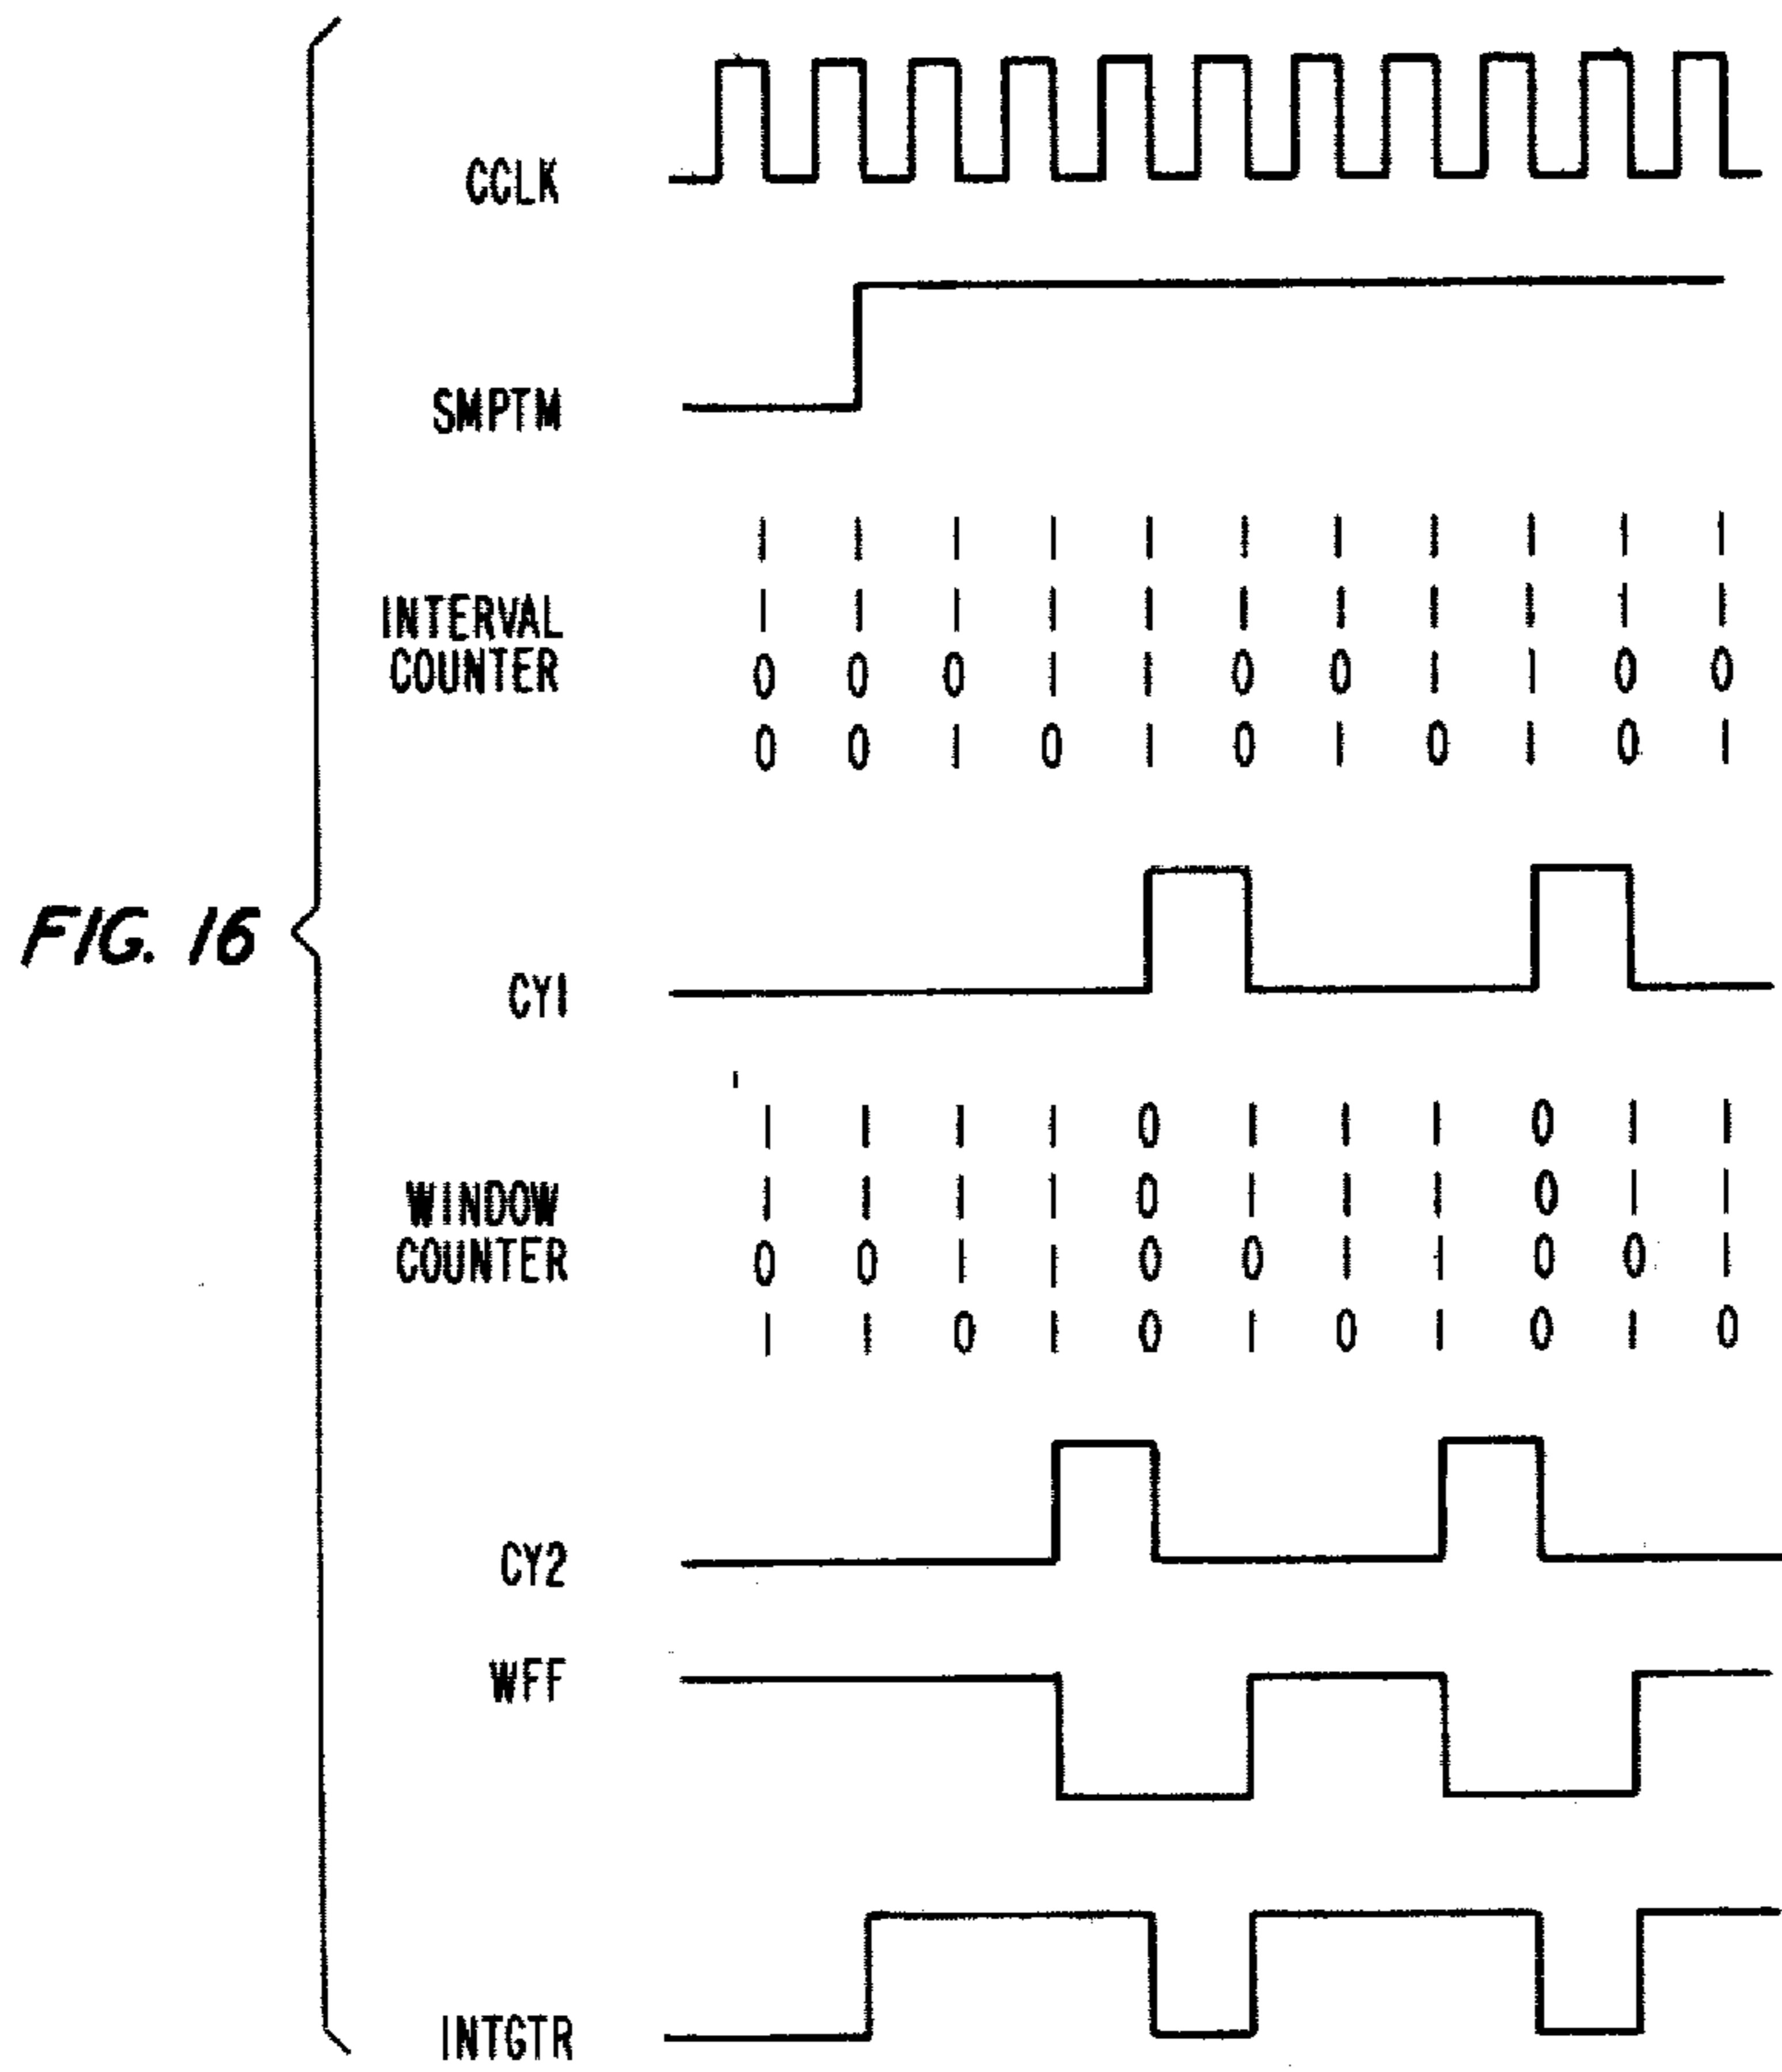 CCLK
SMPTM
1 1 1 1 1 1 1 1 1 1 1
INTERVAL 1 1 1 1 1 1 1 1 1 1 1
COUNTER 0 0 0 1 1 0 0 1 1 0 0
0 0 1 0 1 0 1 0 1 0 1
FIG. 16
CY1
1 1 1 1 0 1 1 1 0 1 1
WINDOW 1 1 1 1 0 1 1 1 0 1 1
COUNTER 0 0 1 1 0 0 1 1 0 0 1
1 1 0 1 0 1 0 1 0 1 0
CY2
WFF
INTGTR